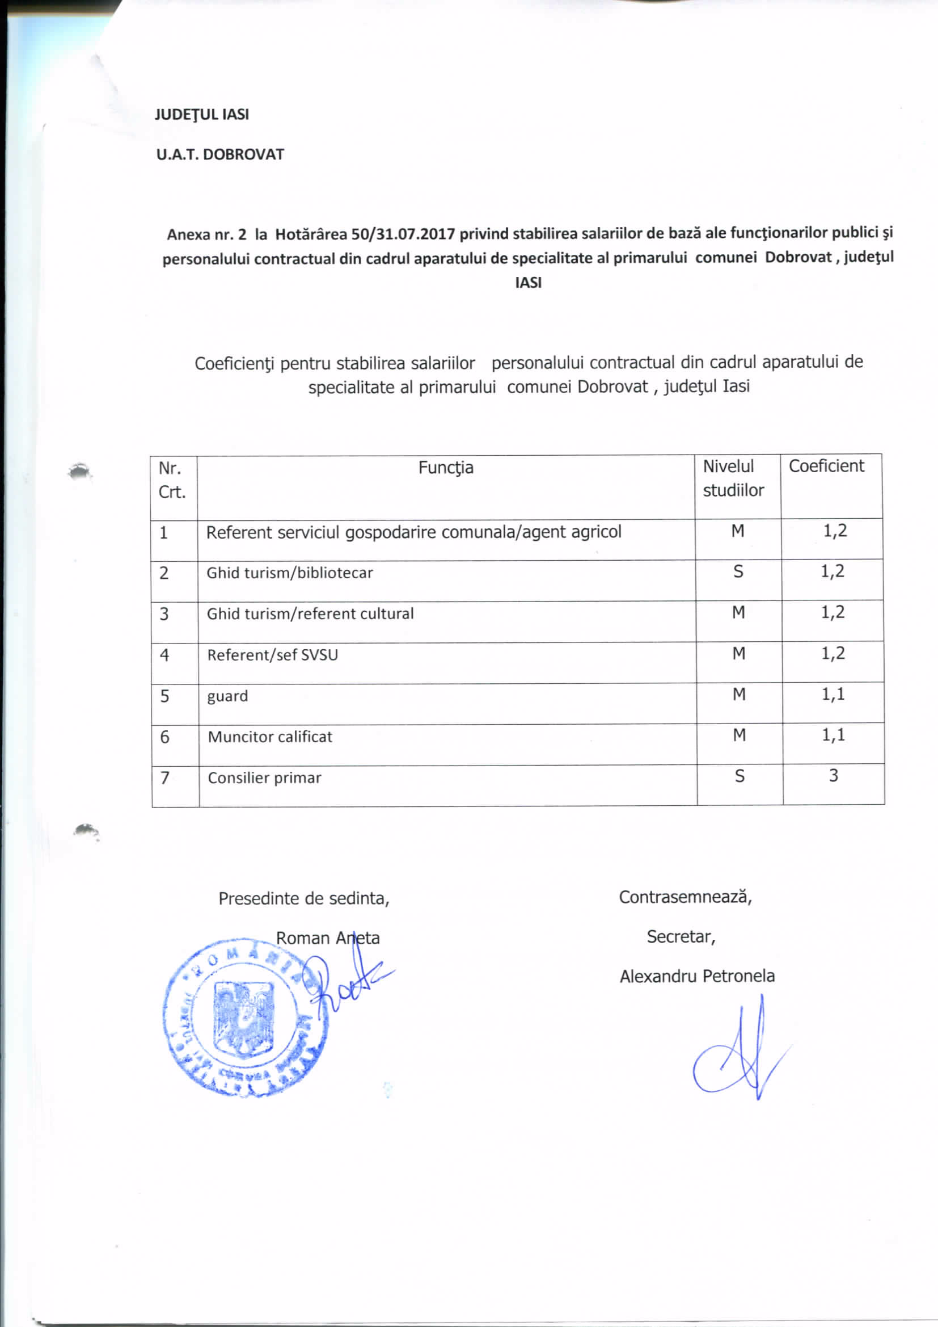 JUDEŢUL IASI
U.A.T. DOBROVAT
Anexa nr. 2 la Hotărârea 50/31.07.2017 privind stabilirea salariilor de bază ale funcţionarilor publici şi
personalului contractual din cadrul aparatului de specialitate al primarului comunei Dobrovat , judeţul
IASI
Coeficienţi pentru stabilirea salariilor personalului contractual din cadrul aparatului de
specialitate al primarului comunei Dobrovat , judeţul Iasi
Nr. Crt. Funcţia Nivelul studiilor Coeficient
1 Referent serviciul gospodarire comunala/agent agricol M 1,2
2 Ghid turism/bibliotecar S 1,2
3 Ghid turism/referent cultural M 1,2
4 Referent/sef SVSU M 1,2
5 guard M 1,1
6 Muncitor calificat M 1,1
7 Consilier primar S 3
Presedinte de sedinta,
Roman Aneta
Contrasemnează,
Secretar,
Alexandru Petronela
ROMÂNIA